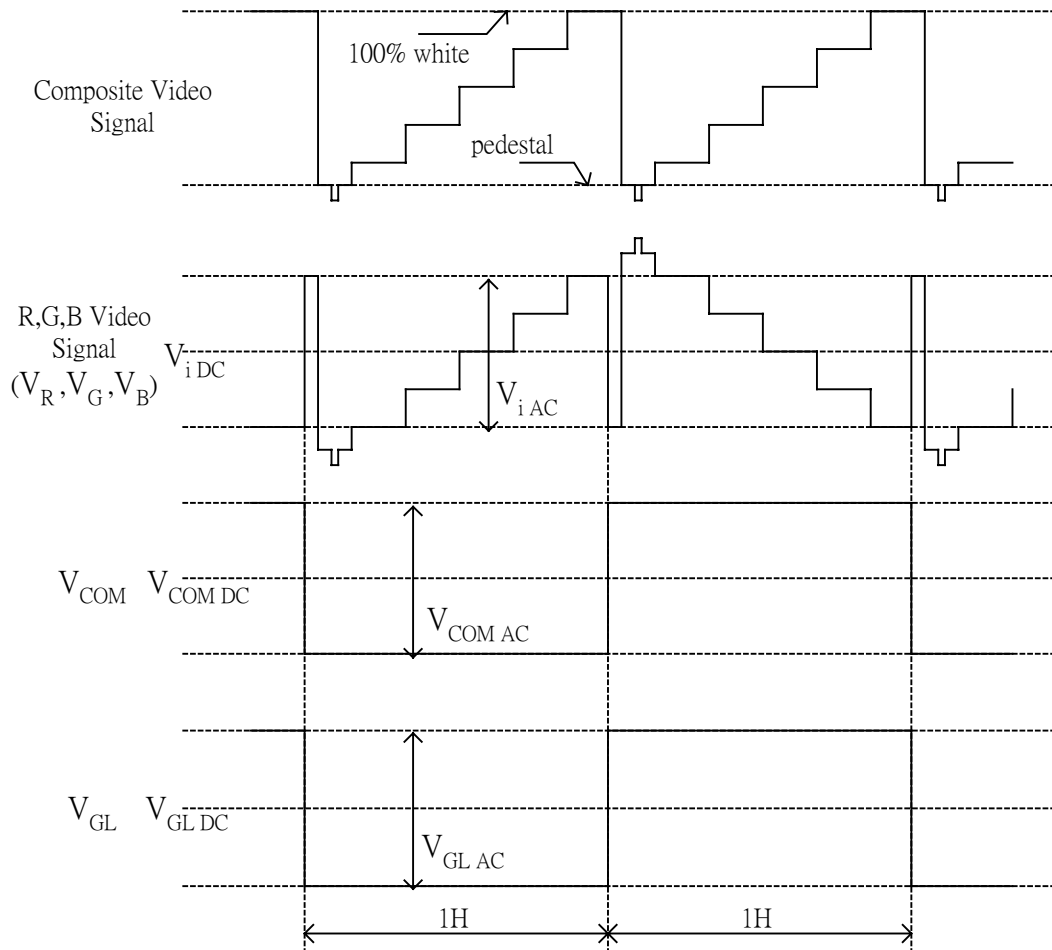 100% white
Composite Video
Signal
pedestal
R,G,B Video
Signal
(V_R ,V_G ,V_B)
V_i DC
V_i AC
V_COM V_COM DC
V_COM AC
V_GL V_GL DC
V_GL AC
1H 1H